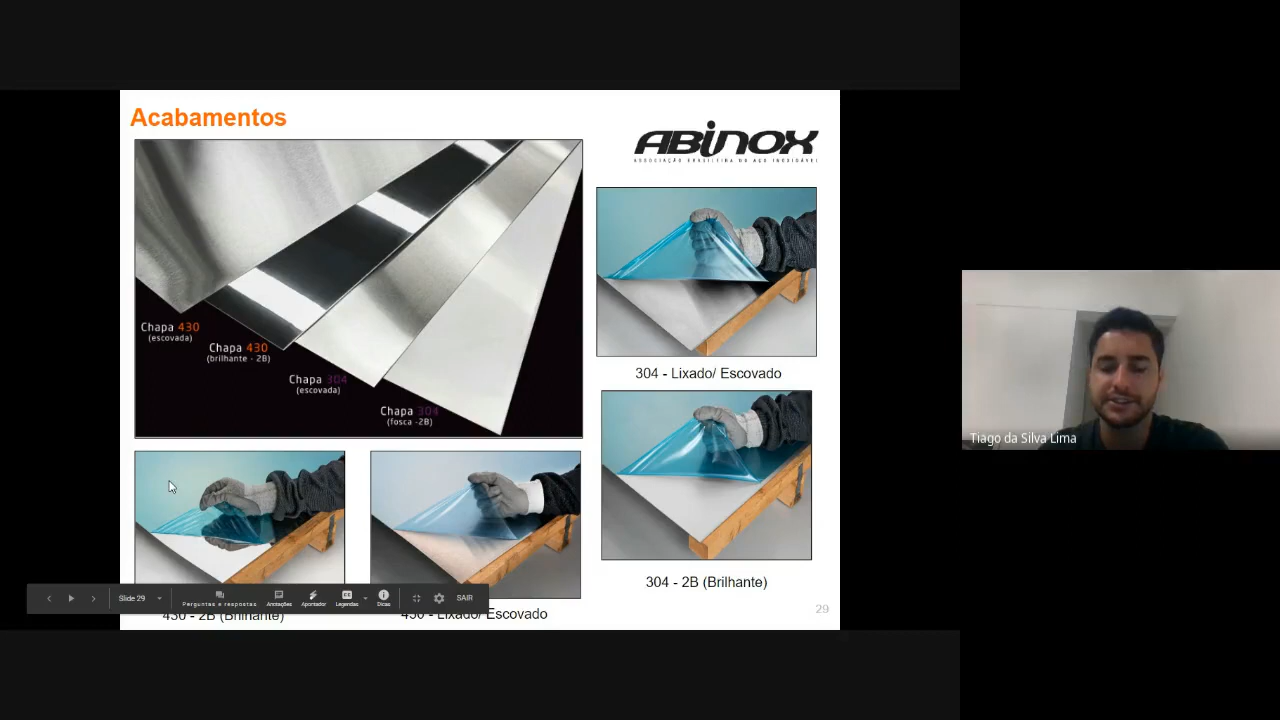 Acabamentos
ABINOX
ASSOCIAÇÃO BRASILEIRA DO AÇO INOXIDÁVEL
Chapa 430
(escovada)
Chapa 430
(brilhante - 2B)
Chapa 304
(escovada)
Chapa 304
(fosca -2B)
304 - Lixado/ Escovado
304 - 2B (Brilhante)
430 - 2B (Brilhante)
430 - Lixado/ Escovado
29
Slide 29
Perguntas e respostas
Anotações
Apontador
Legendas
Dicas
SAIR
Tiago da Silva Lima